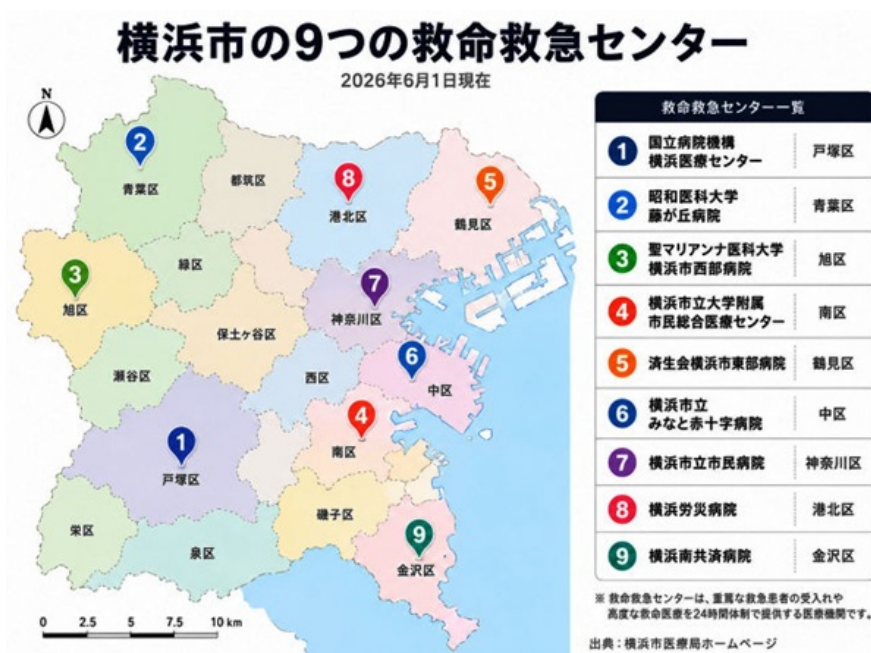 横浜市の9つの救命救急センター
2026年6月1日現在
N
2
青葉区
都筑区
8
港北区
5
鶴見区
3
旭区
緑区
7
神奈川区
保土ヶ谷区
6
中区
瀬谷区
西区
4
南区
1
戸塚区
栄区
泉区
磯子区
9
金沢区
0 2.5 5 7.5 10 km
救命救急センター一覧
1 国立病院機構
横浜医療センター 戸塚区
2 昭和医科大学
藤が丘病院 青葉区
3 聖マリアンナ医科大学
横浜市西部病院 旭区
4 横浜市立大学附属
市民総合医療センター 南区
5 済生会横浜市東部病院 鶴見区
6 横浜市立
みなと赤十字病院 中区
7 横浜市立市民病院 神奈川区
8 横浜労災病院 港北区
9 横浜南共済病院 金沢区
※ 救命救急センターは、重篤な救急患者の受入れや
高度な救命医療を24時間体制で提供する医療機関です。
出典：横浜市医療局ホームページ